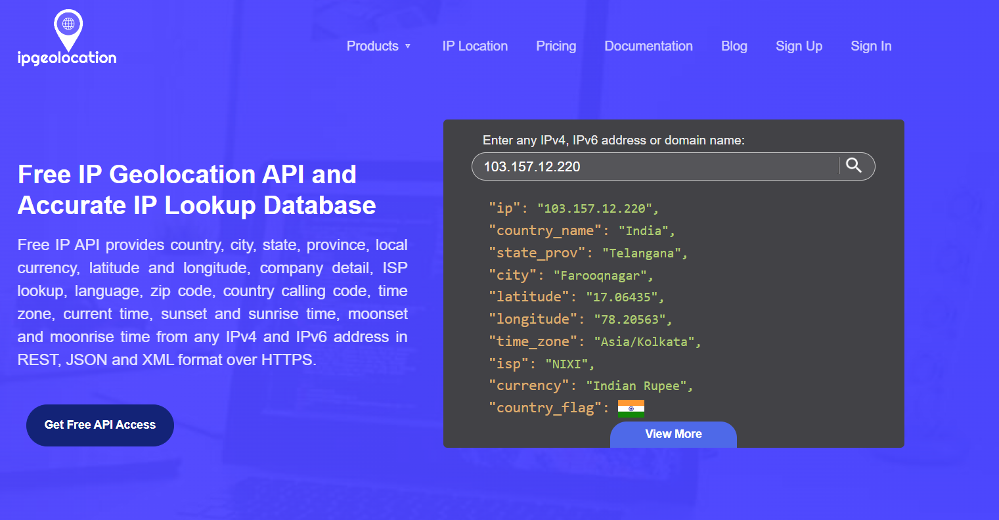 ipgeolocation
Products ▼ IP Location Pricing Documentation Blog Sign Up Sign In
Free IP Geolocation API and
Accurate IP Lookup Database
Free IP API provides country, city, state, province, local
currency, latitude and longitude, company detail, ISP
lookup, language, zip code, country calling code, time
zone, current time, sunset and sunrise time, moonset
and moonrise time from any IPv4 and IPv6 address in
REST, JSON and XML format over HTTPS.
Get Free API Access
Enter any IPv4, IPv6 address or domain name:
103.157.12.220
"ip": "103.157.12.220",
"country_name": "India",
"state_prov": "Telangana",
"city": "Farooqnagar",
"latitude": "17.06435",
"longitude": "78.20563",
"time_zone": "Asia/Kolkata",
"isp": "NIXI",
"currency": "Indian Rupee",
"country_flag":
View More